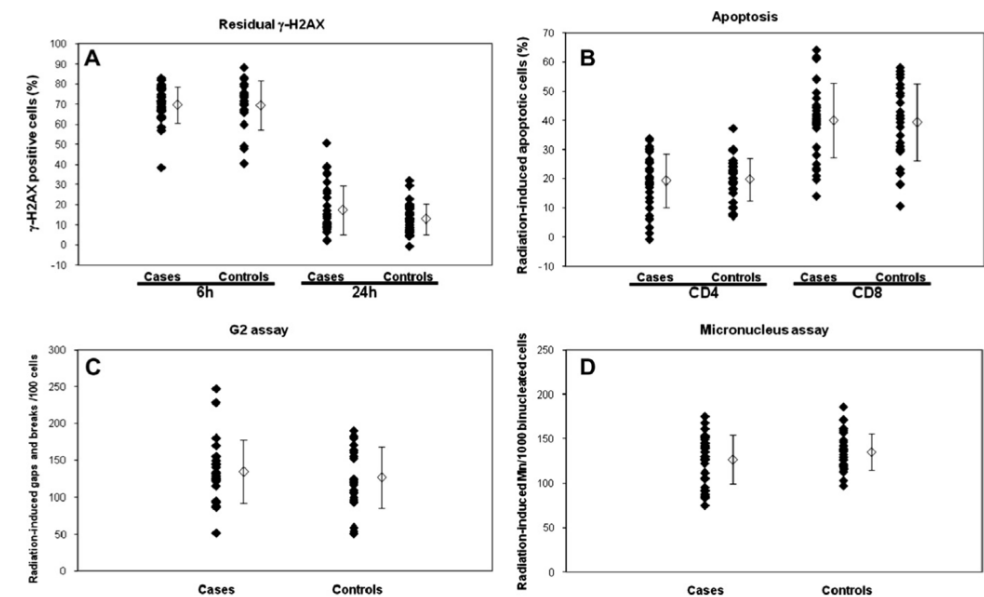 Residual γ-H2AX
A
γ-H2AX positive cells (%)
100
90
80
70
60
50
40
30
20
10
0
-10
Cases Controls Cases Controls
6h 24h
Apoptosis
B
Radiation-induced apoptotic cells (%)
70
60
50
40
30
20
10
0
-10
Cases Controls Cases Controls
CD4 CD8
G2 assay
C
Radiation-induced gaps and breaks /100 cells
300
250
200
150
100
50
0
Cases Controls
Micronucleus assay
D
Radiation-induced Mn/1000 binucleated cells
250
200
150
100
50
0
Cases Controls